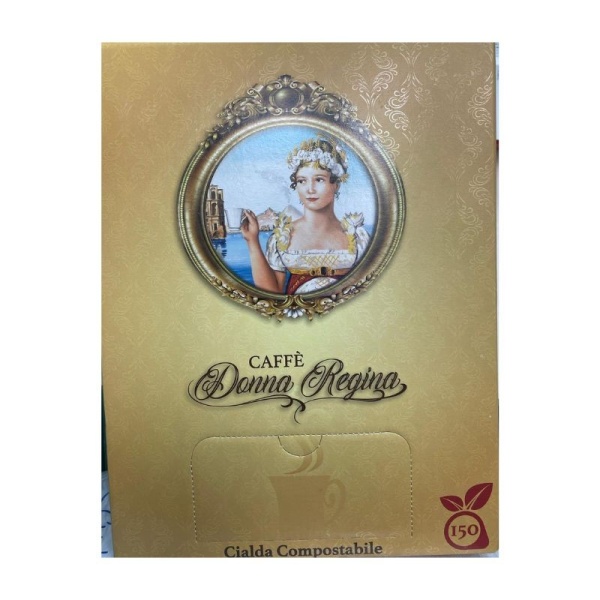 CAFFÈ
Donna Regina
150
Cialda Compostabile